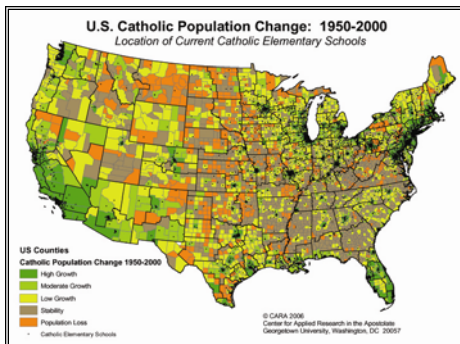 U.S. Catholic Population Change: 1950-2000
Location of Current Catholic Elementary Schools
US Counties
Catholic Population Change 1950-2000
High Growth
Moderate Growth
Low Growth
Stability
Population Loss
Catholic Elementary Schools
© CARA 2006
Center for Applied Research in the Apostolate
Georgetown University, Washington, DC 20057